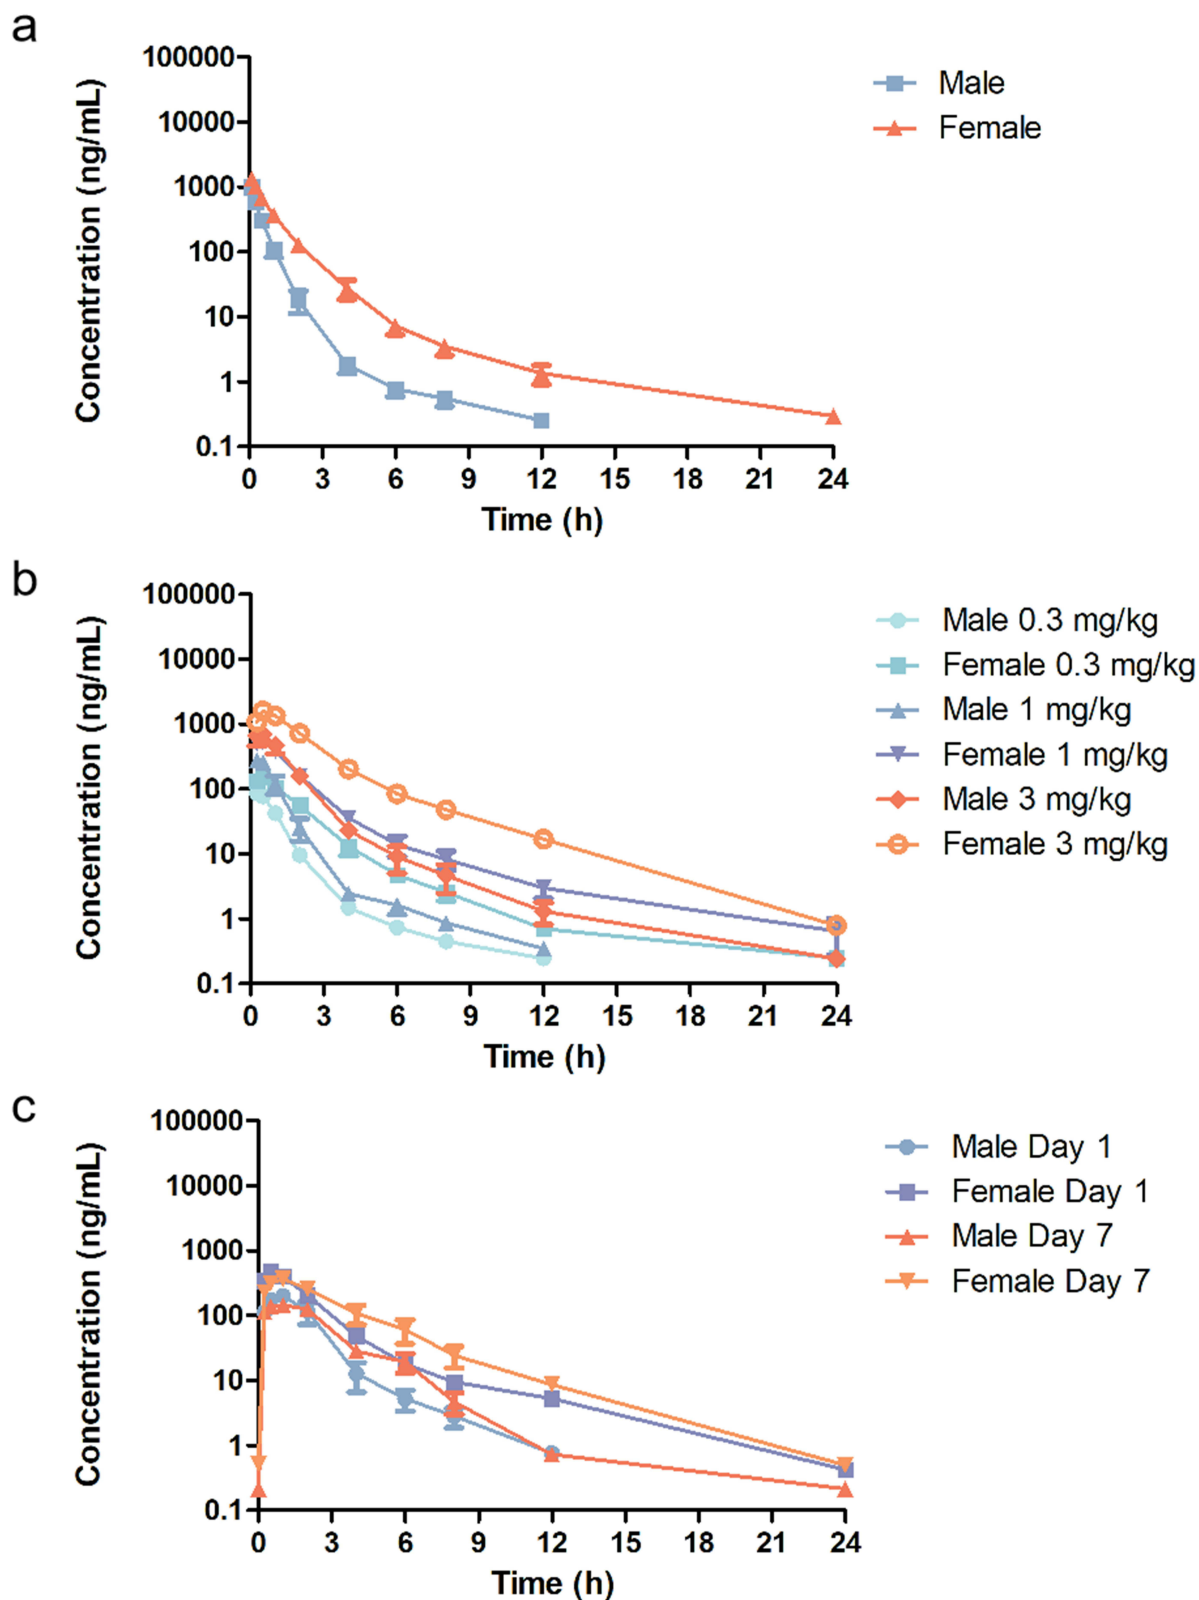 a
100000
10000
1000
100
10
1
0.1
Concentration (ng/mL)
0 3 6 9 12 15 18 21 24
Time (h)
Male
Female
b
100000
10000
1000
100
10
1
0.1
Concentration (ng/mL)
0 3 6 9 12 15 18 21 24
Time (h)
Male 0.3 mg/kg
Female 0.3 mg/kg
Male 1 mg/kg
Female 1 mg/kg
Male 3 mg/kg
Female 3 mg/kg
c
100000
10000
1000
100
10
1
0.1
Concentration (ng/mL)
0 3 6 9 12 15 18 21 24
Time (h)
Male Day 1
Female Day 1
Male Day 7
Female Day 7